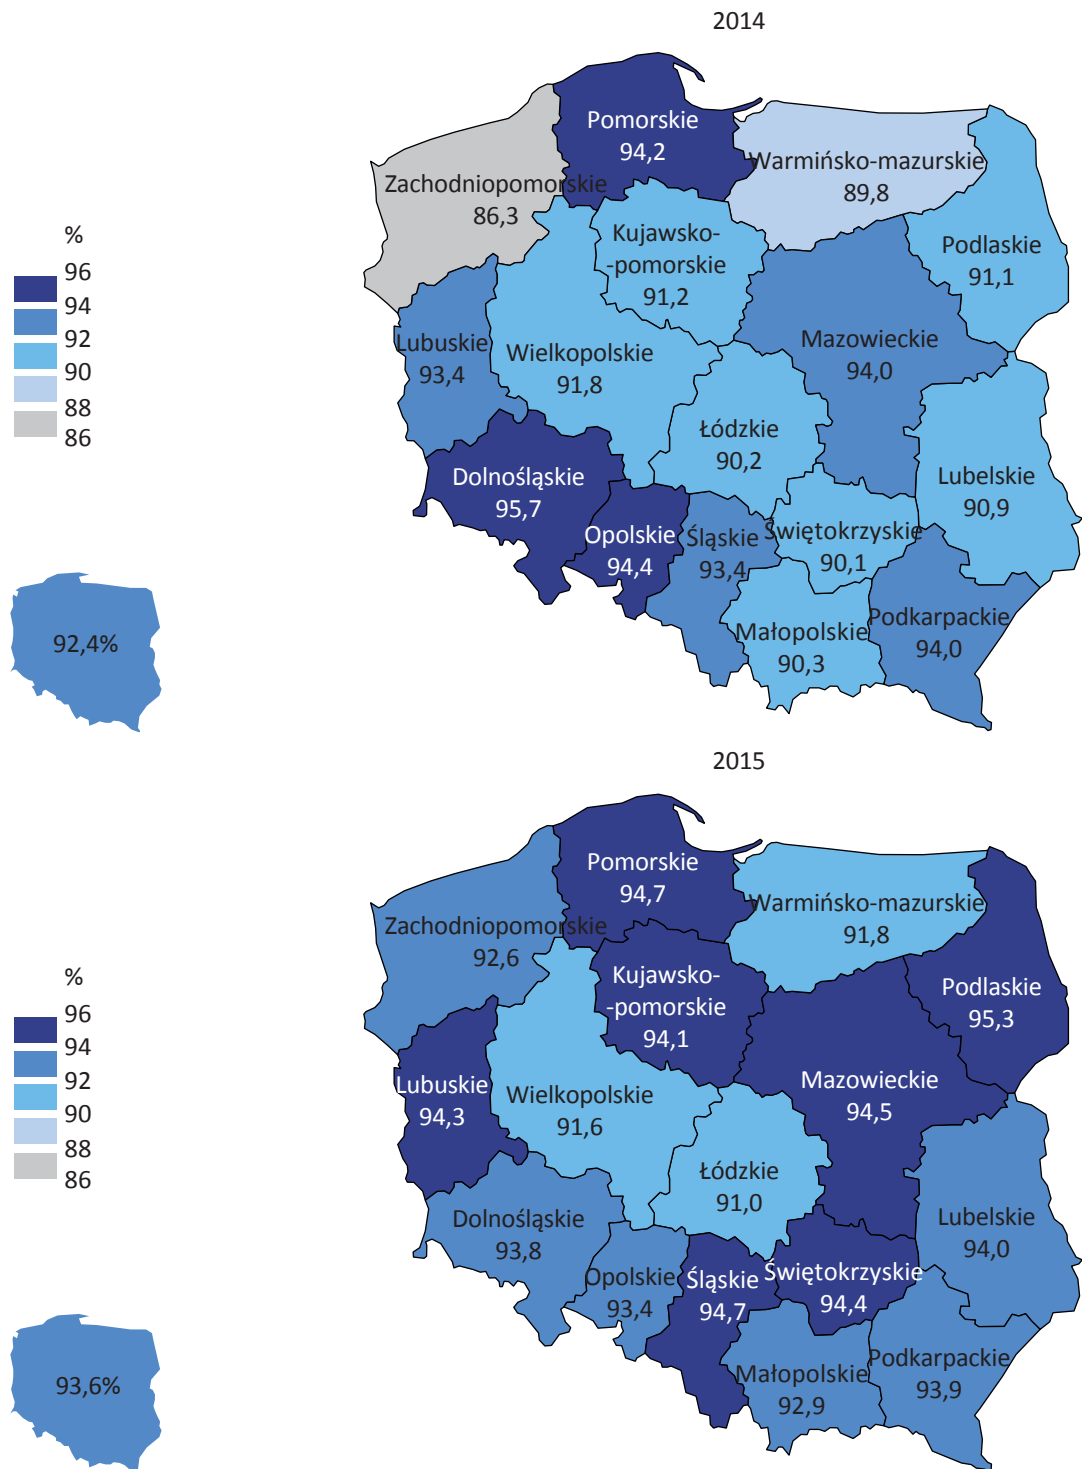 2014
Pomorskie
94,2
Warmińsko-mazurskie
89,8
Zachodniopomorskie
86,3
Kujawsko-
-pomorskie
91,2
Podlaskie
91,1
%
96
94
92
90
88
86
Lubuskie
93,4
Wielkopolskie
91,8
Mazowieckie
94,0
Łódzkie
90,2
Dolnośląskie
95,7
Lubelskie
90,9
Opolskie
94,4
Śląskie
93,4
Świętokrzyskie
90,1
Małopolskie
90,3
Podkarpackie
94,0
92,4%
2015
Pomorskie
94,7
Warmińsko-mazurskie
91,8
Zachodniopomorskie
92,6
Kujawsko-
-pomorskie
94,1
Podlaskie
95,3
%
96
94
92
90
88
86
Lubuskie
94,3
Wielkopolskie
91,6
Mazowieckie
94,5
Łódzkie
91,0
Dolnośląskie
93,8
Lubelskie
94,0
Opolskie
93,4
Śląskie
94,7
Świętokrzyskie
94,4
Małopolskie
92,9
Podkarpackie
93,9
93,6%